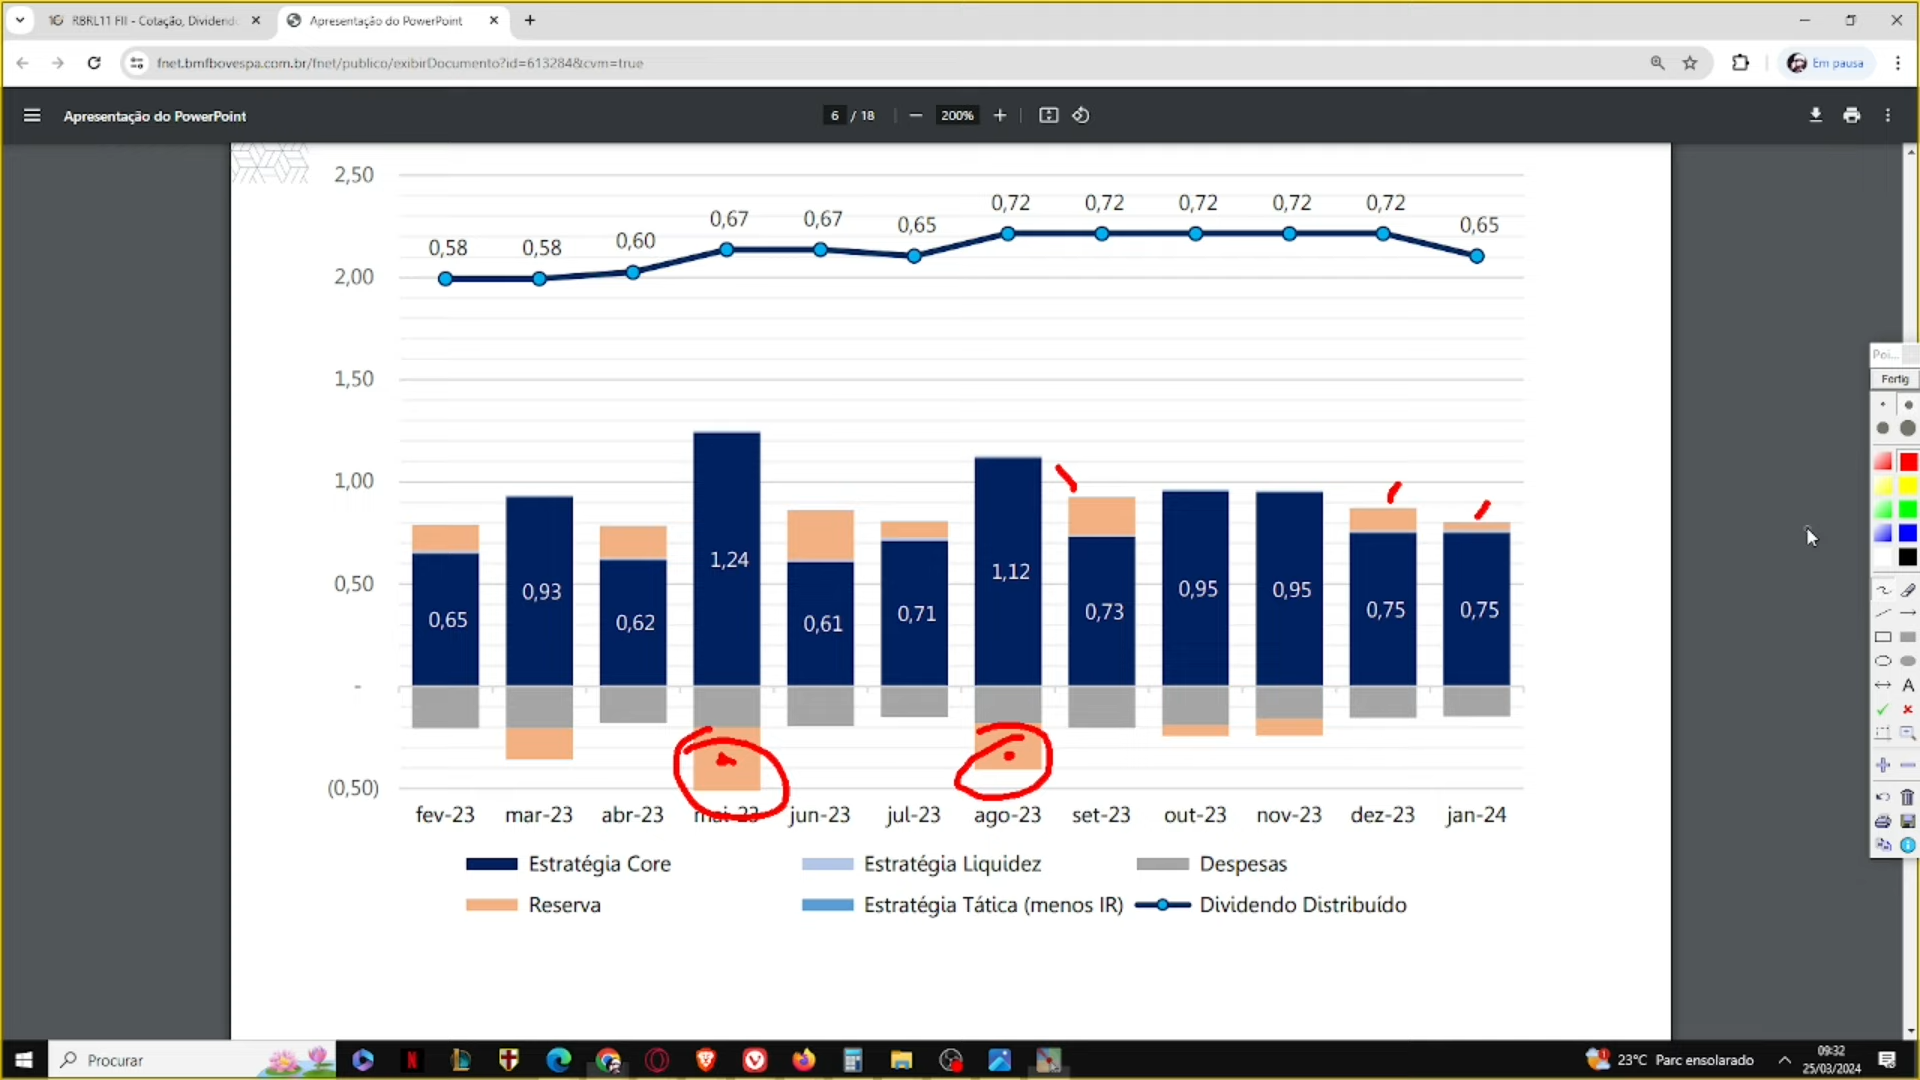 RBRL11 FII - Cotação, Dividend
Apresentação do PowerPoint
fnet.bmfbovespa.com.br/fnet/publico/exibirDocumento?id=613284&cvm=true
Em pausa
Apresentação do PowerPoint
6 / 18
200%
2,50
2,00
1,50
1,00
0,50
-
(0,50)
0,58
0,58
0,60
0,67
0,67
0,65
0,72
0,72
0,72
0,72
0,72
0,65
0,65
0,93
0,62
1,24
0,61
0,71
1,12
0,73
0,95
0,95
0,75
0,75
fev-23
mar-23
abr-23
mai-23
jun-23
jul-23
ago-23
set-23
out-23
nov-23
dez-23
jan-24
Estratégia Core
Estratégia Liquidez
Despesas
Reserva
Estratégia Tática (menos IR)
Dividendo Distribuído
Poi...
Fertig
A
Procurar
23°C Parc ensolarado
09:32
25/03/2024